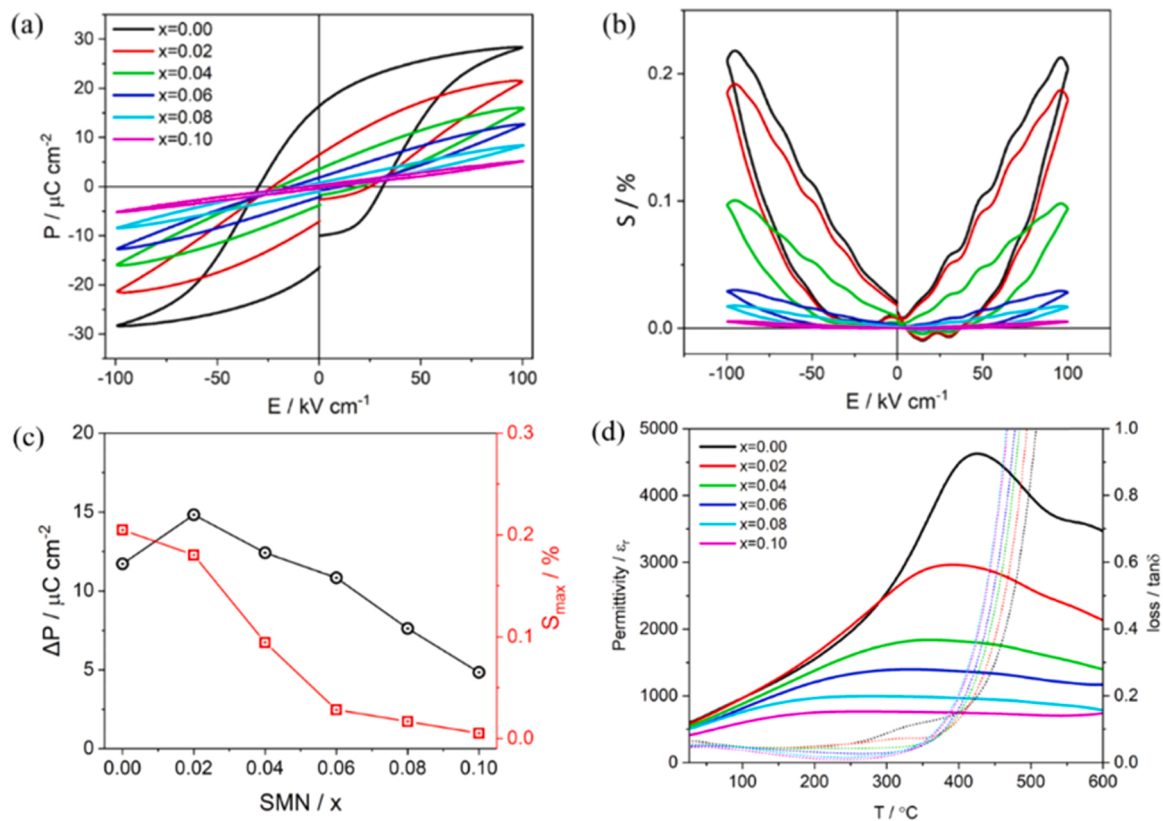 (a)
x=0.00
x=0.02
x=0.04
x=0.06
x=0.08
x=0.10
30
20
10
0
-10
-20
-30
P / μC cm⁻²
-100 -50 0 50 100
E / kV cm⁻¹
(b)
0.2
0.1
0.0
S / %
-100 -50 0 50 100
E / kV cm⁻¹
(c)
20
15
10
5
0
ΔP / μC cm⁻²
0.3
0.2
0.1
0.0
Sₘₐₓ / %
0.00 0.02 0.04 0.06 0.08 0.10
SMN / x
(d)
x=0.00
x=0.02
x=0.04
x=0.06
x=0.08
x=0.10
5000
4000
3000
2000
1000
0
Permittivity / εᵣ
1.0
0.8
0.6
0.4
0.2
0.0
loss / tanδ
100 200 300 400 500 600
T / °C